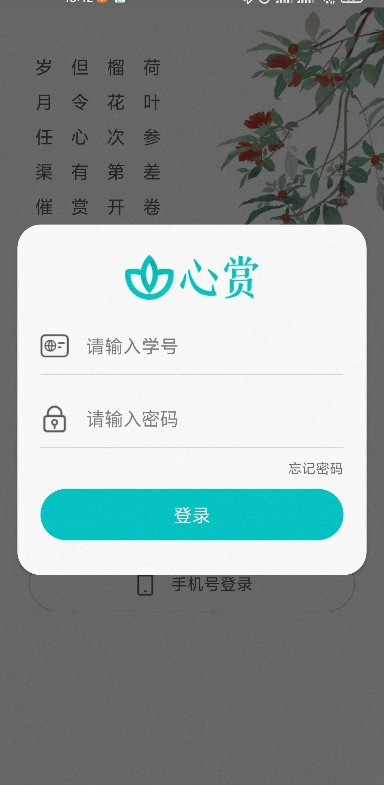 荷叶参差卷
榴花次第开
但令心有赏
岁月任渠催
心赏
请输入学号
请输入密码
忘记密码
登录
手机号登录